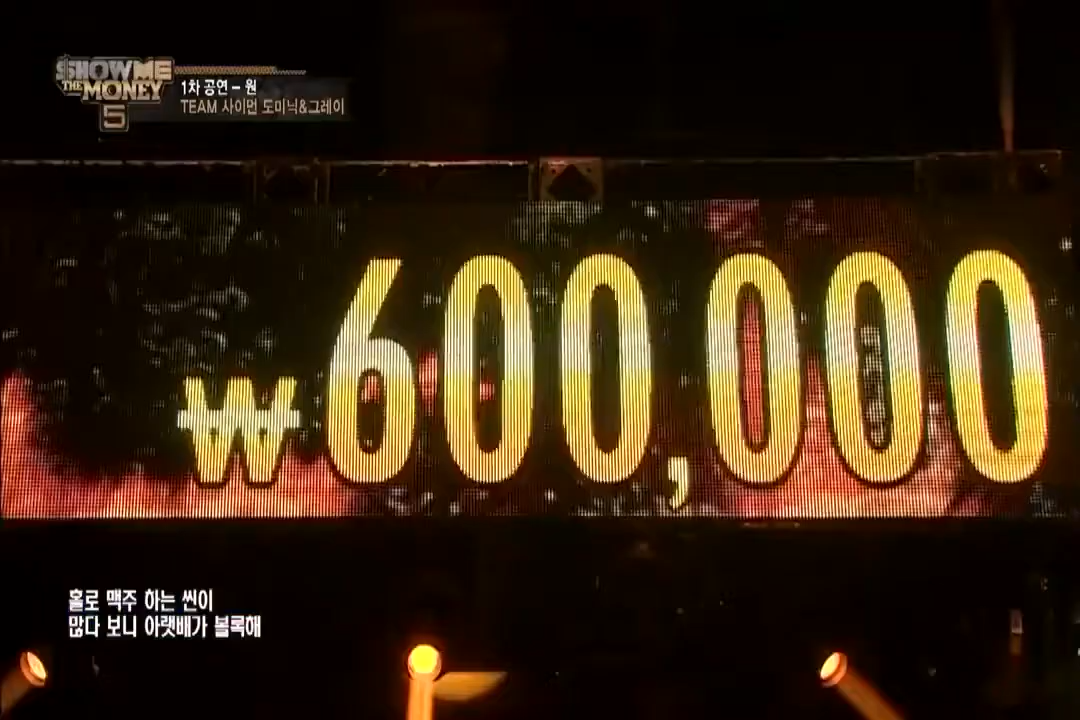 SHOW ME
THE MONEY
5
1차 공연 – 원
TEAM 사이먼 도미닉&그레이
₩600,000
홀로 맥주 하는 씬이
많다 보니 아랫배가 볼록해